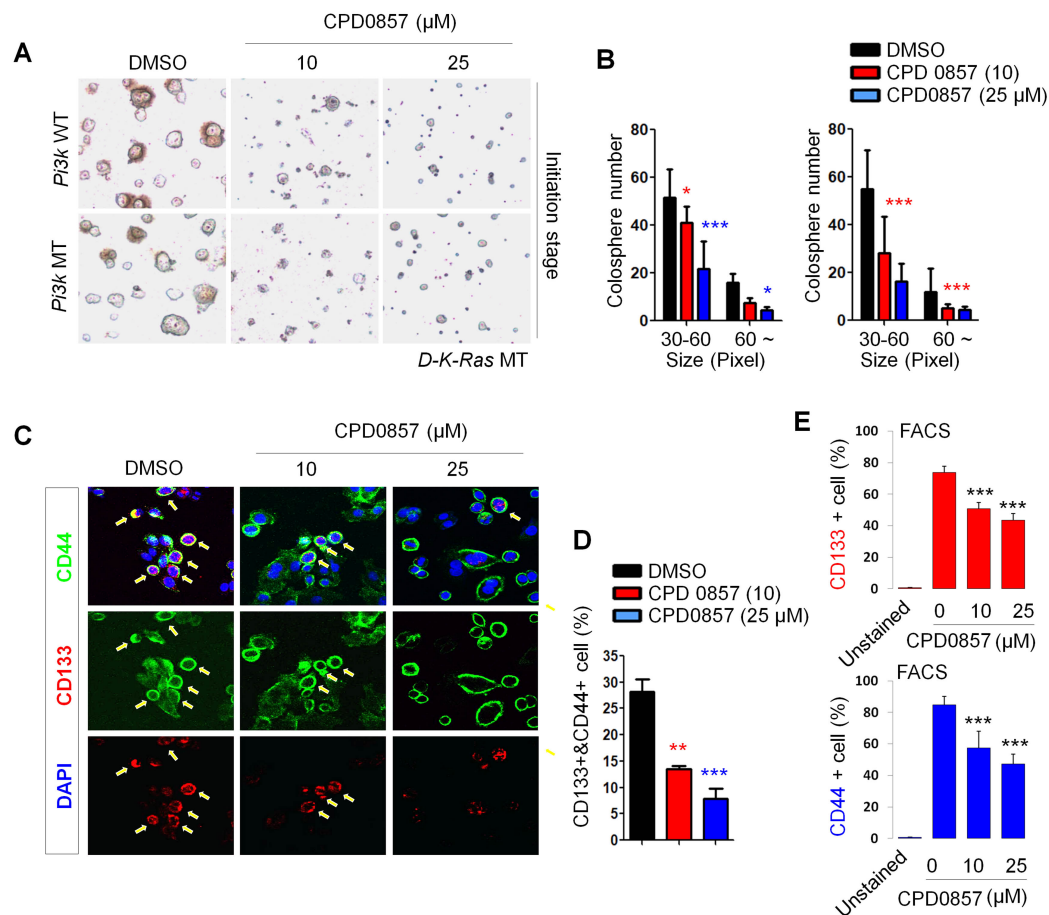 A
CPD0857 (µM)
DMSO
10
25
Pi3k WT
Pi3k MT
Initiation stage
D-K-Ras MT
B
DMSO
CPD 0857 (10)
CPD0857 (25 µM)
Colosphere number
80
60
40
20
0
30-60
60 ~
Size (Pixel)
*
***
*
Colosphere number
80
60
40
20
0
30-60
60 ~
Size (Pixel)
***
***
C
CPD0857 (µM)
DMSO
10
25
CD44
CD133
DAPI
D
DMSO
CPD 0857 (10)
CPD0857 (25 µM)
CD133+&CD44+ cell (%)
35
30
25
20
15
10
5
0
**
***
E
FACS
CD133 + cell (%)
100
80
60
40
20
0
***
***
Unstained
0
10
25
CPD0857 (µM)
FACS
CD44 + cell (%)
100
80
60
40
20
0
***
***
Unstained
0
10
25
CPD0857 (µM)